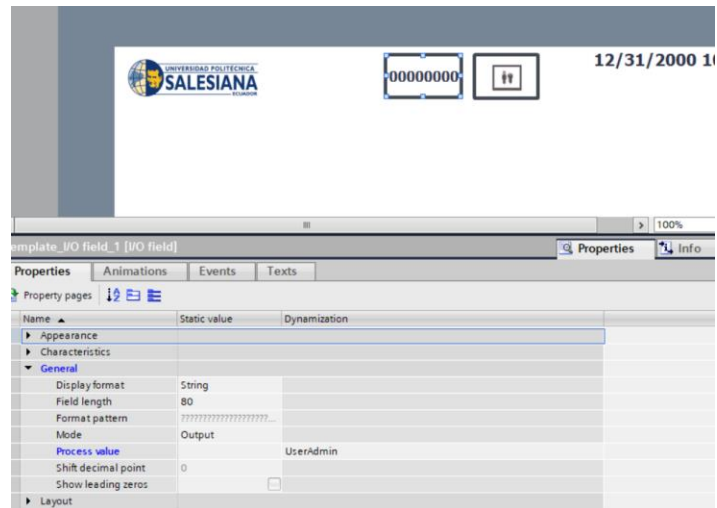 UNIVERSIDAD POLITÉCNICA
SALESIANA
ECUADOR
00000000
12/31/2000 10
emplate_I/O field_1 [I/O field]
Properties
Info
Properties
Animations
Events
Texts
Property pages
Name
Static value
Dynamization
Appearance
Characteristics
General
Display format
String
Field length
80
Format pattern
????????????????????...
Mode
Output
Process value
UserAdmin
Shift decimal point
0
Show leading zeros
Layout
100%